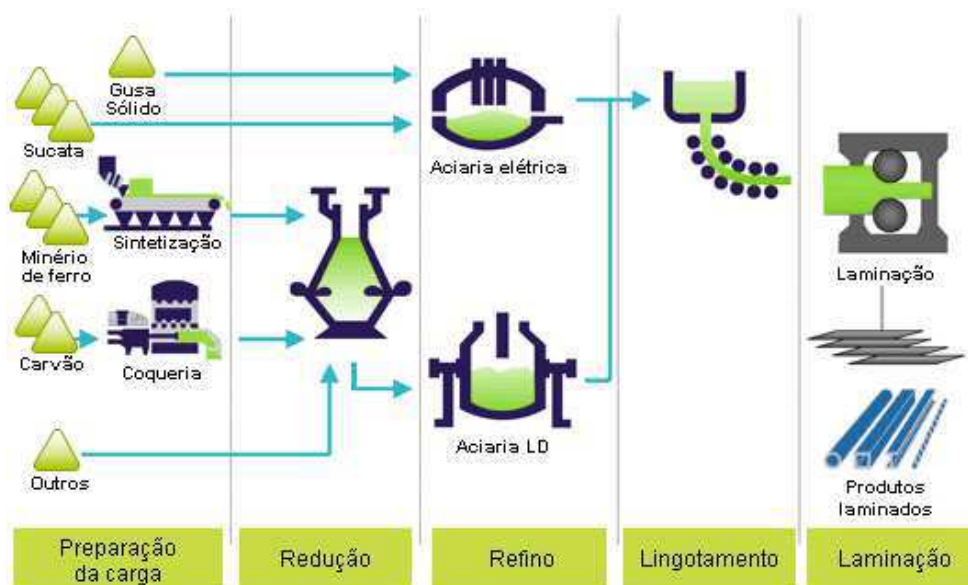 Gusa
Sólido
Sucata
Aciaria elétrica
Minério
de ferro
Sintetização
Laminação
Carvão
Coqueria
Aciaria LD
Outros
Produtos
laminados
Preparação
da carga
Redução
Refino
Lingotamento
Laminação